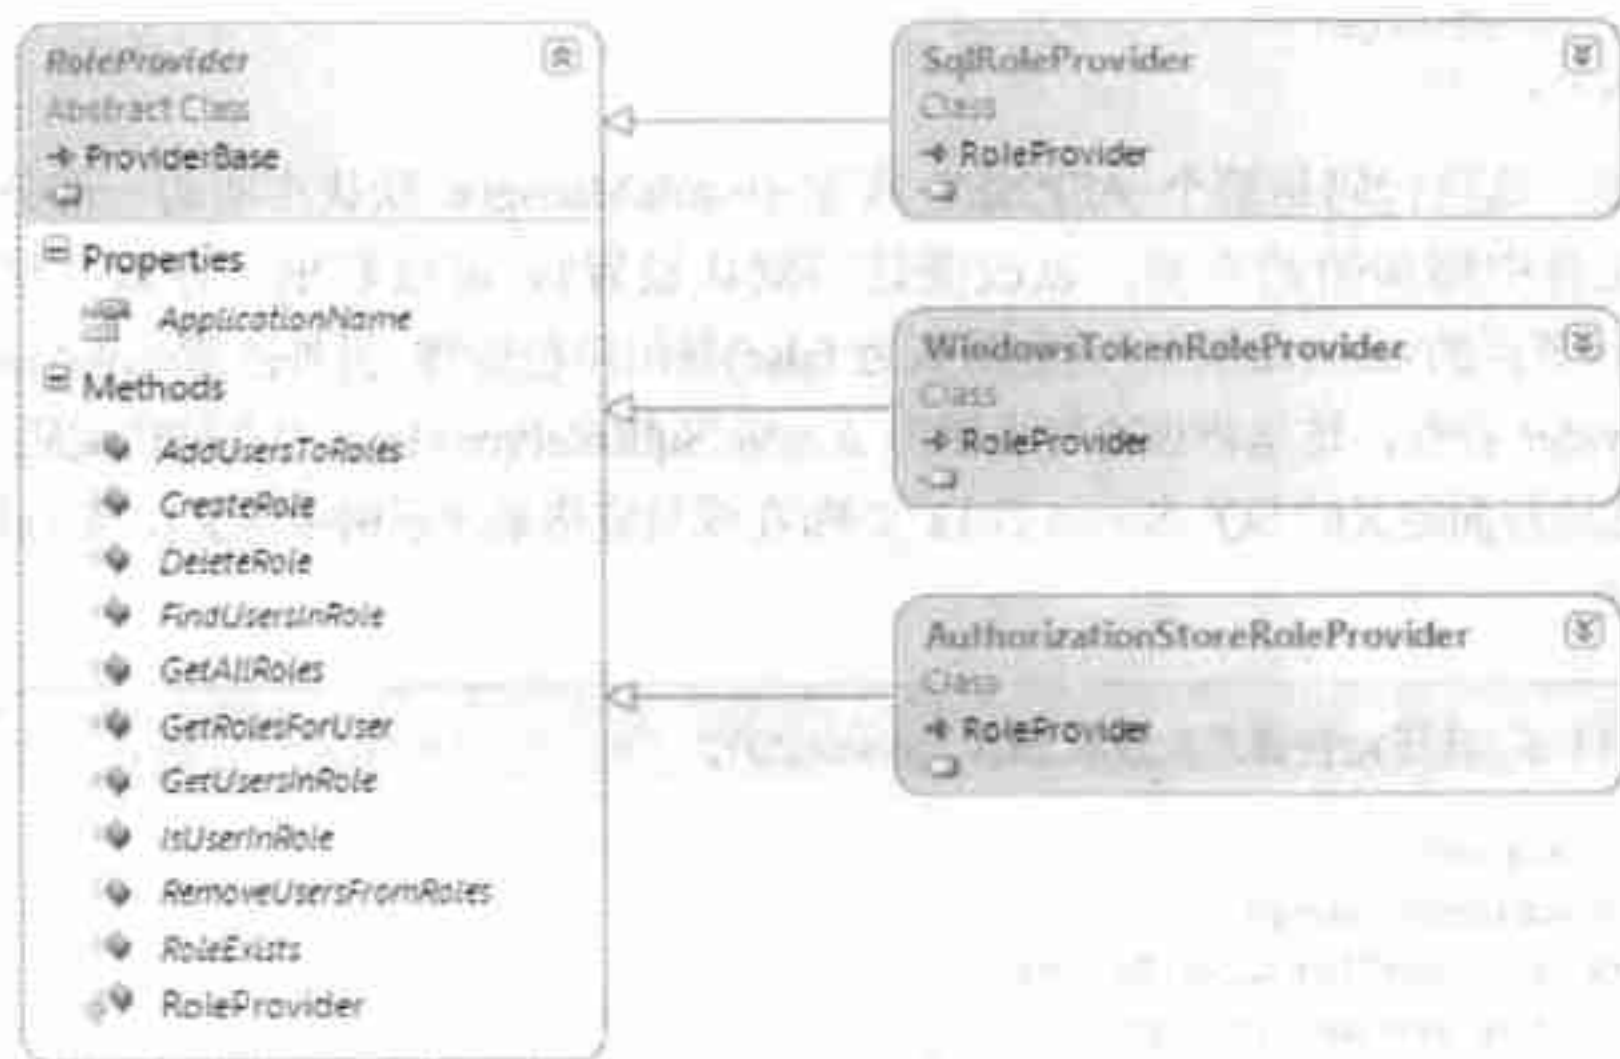 RoleProvider
Abstract Class
ProviderBase
Properties
ApplicationName
Methods
AddUsersToRoles
CreateRole
DeleteRole
FindUsersInRole
GetAllRoles
GetRolesForUser
GetUsersInRole
IsUserInRole
RemoveUsersFromRoles
RoleExists
RoleProvider
SqlRoleProvider
Class
RoleProvider
WindowsTokenRoleProvider
Class
RoleProvider
AuthorizationStoreRoleProvider
Class
RoleProvider